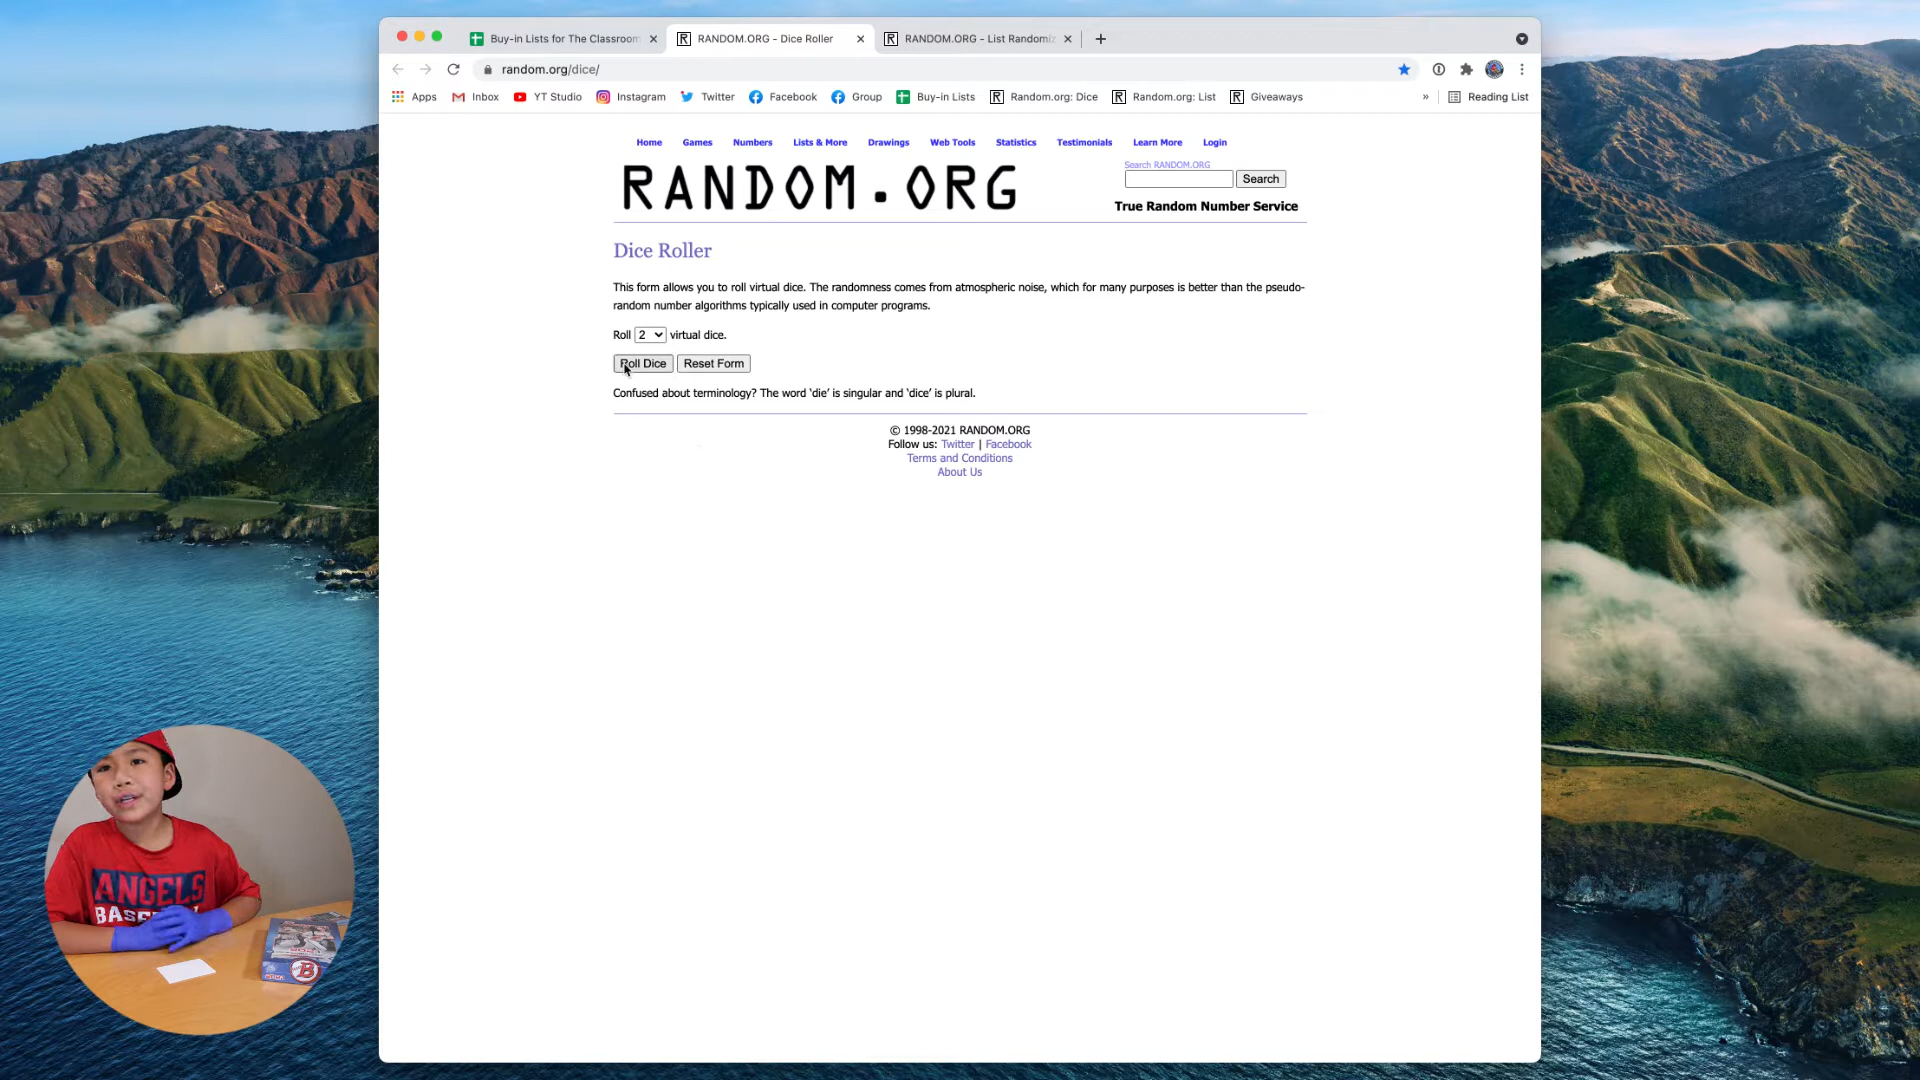 Buy-in Lists for The Classroom
RANDOM.ORG - Dice Roller
RANDOM.ORG - List Randomiz
random.org/dice/
Apps
Inbox
YT Studio
Instagram
Twitter
Facebook
Group
Buy-in Lists
Random.org: Dice
Random.org: List
Giveaways
»
Reading List
Home
Games
Numbers
Lists & More
Drawings
Web Tools
Statistics
Testimonials
Learn More
Login
RANDOM.ORG
Search RANDOM.ORG
Search
True Random Number Service
Dice Roller
This form allows you to roll virtual dice. The randomness comes from atmospheric noise, which for many purposes is better than the pseudo-
random number algorithms typically used in computer programs.
Roll 2 virtual dice.
Roll Dice Reset Form
Confused about terminology? The word ‘die’ is singular and ‘dice’ is plural.
© 1998-2021 RANDOM.ORG
Follow us: Twitter | Facebook
Terms and Conditions
About Us
ANGELS
BASE
B